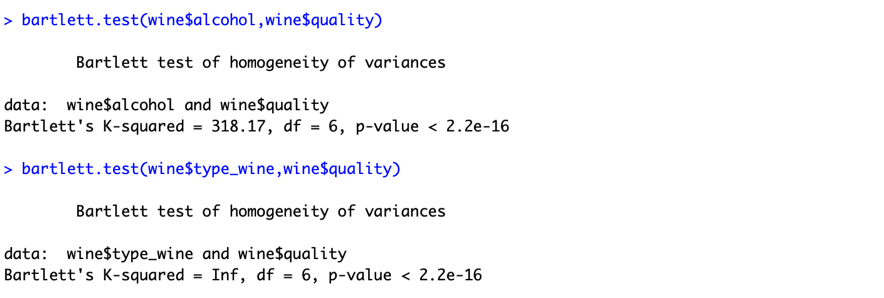 > bartlett.test(wine$alcohol,wine$quality)
Bartlett test of homogeneity of variances
data:  wine$alcohol and wine$quality
Bartlett's K-squared = 318.17, df = 6, p-value < 2.2e-16
> bartlett.test(wine$type_wine,wine$quality)
Bartlett test of homogeneity of variances
data:  wine$type_wine and wine$quality
Bartlett's K-squared = Inf, df = 6, p-value < 2.2e-16